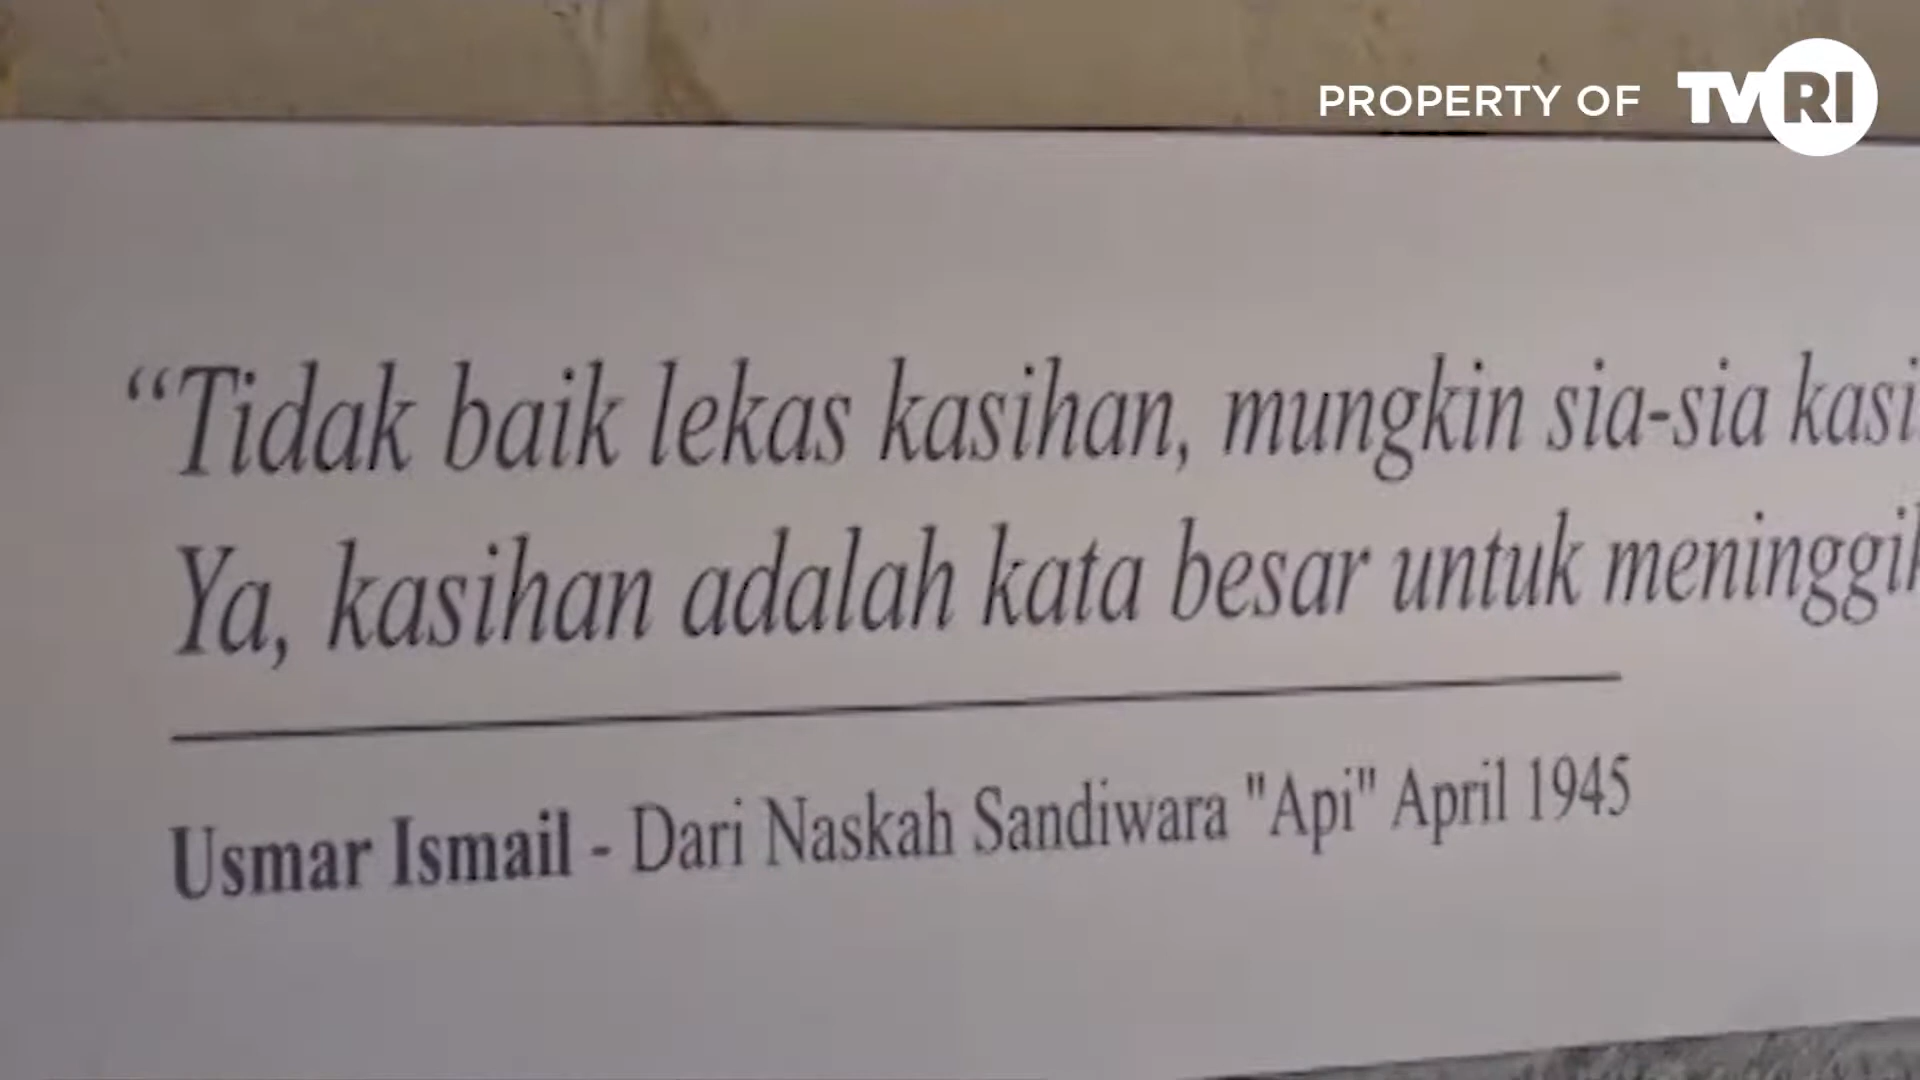 PROPERTY OF TVRI
“Tidak baik lekas kasihan, mungkin sia-sia
Ya, kasihan adalah kata besar untuk
Usmar Ismail - Dari Naskah Sandiwara "Api" April 1945